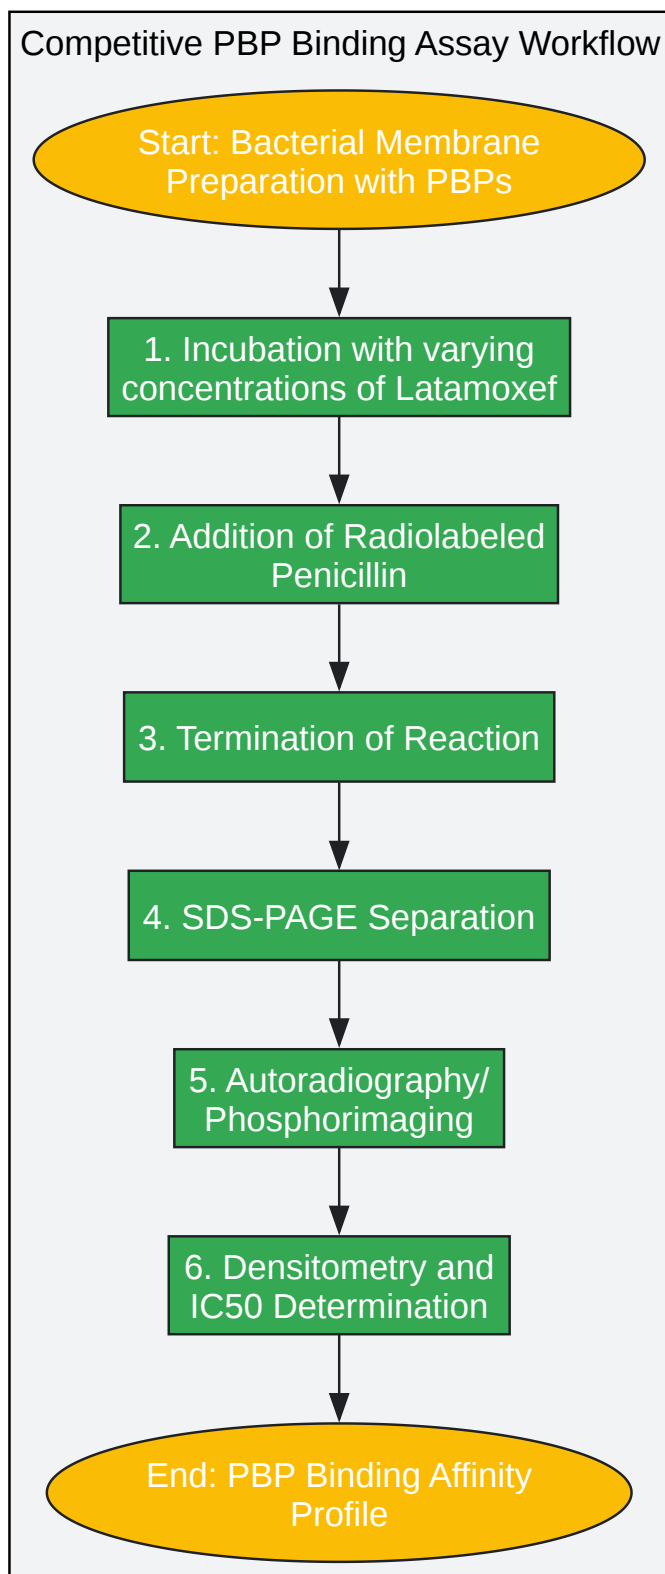 Competitive PBP Binding Assay Workflow
Start: Bacterial Membrane
Preparation with PBPs
1. Incubation with varying
concentrations of Latamoxef
2. Addition of Radiolabeled
Penicillin
3. Termination of Reaction
4. SDS-PAGE Separation
5. Autoradiography/
Phosphorimaging
6. Densitometry and
IC50 Determination
End: PBP Binding Affinity
Profile